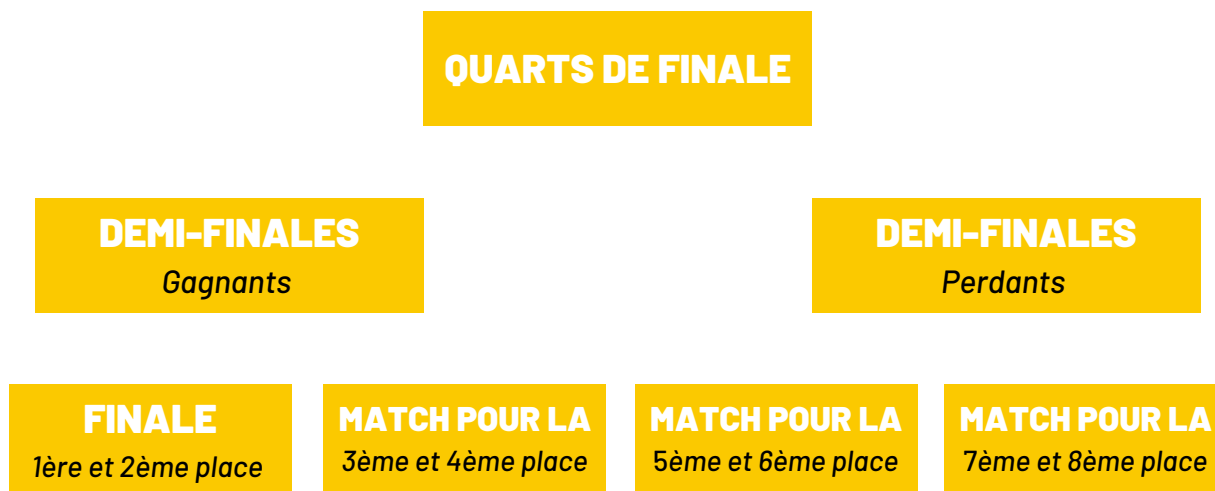 QUARTS DE FINALE
DEMI-FINALES
Gagnants
DEMI-FINALES
Perdants
FINALE
1ère et 2ème place
MATCH POUR LA
3ème et 4ème place
MATCH POUR LA
5ème et 6ème place
MATCH POUR LA
7ème et 8ème place